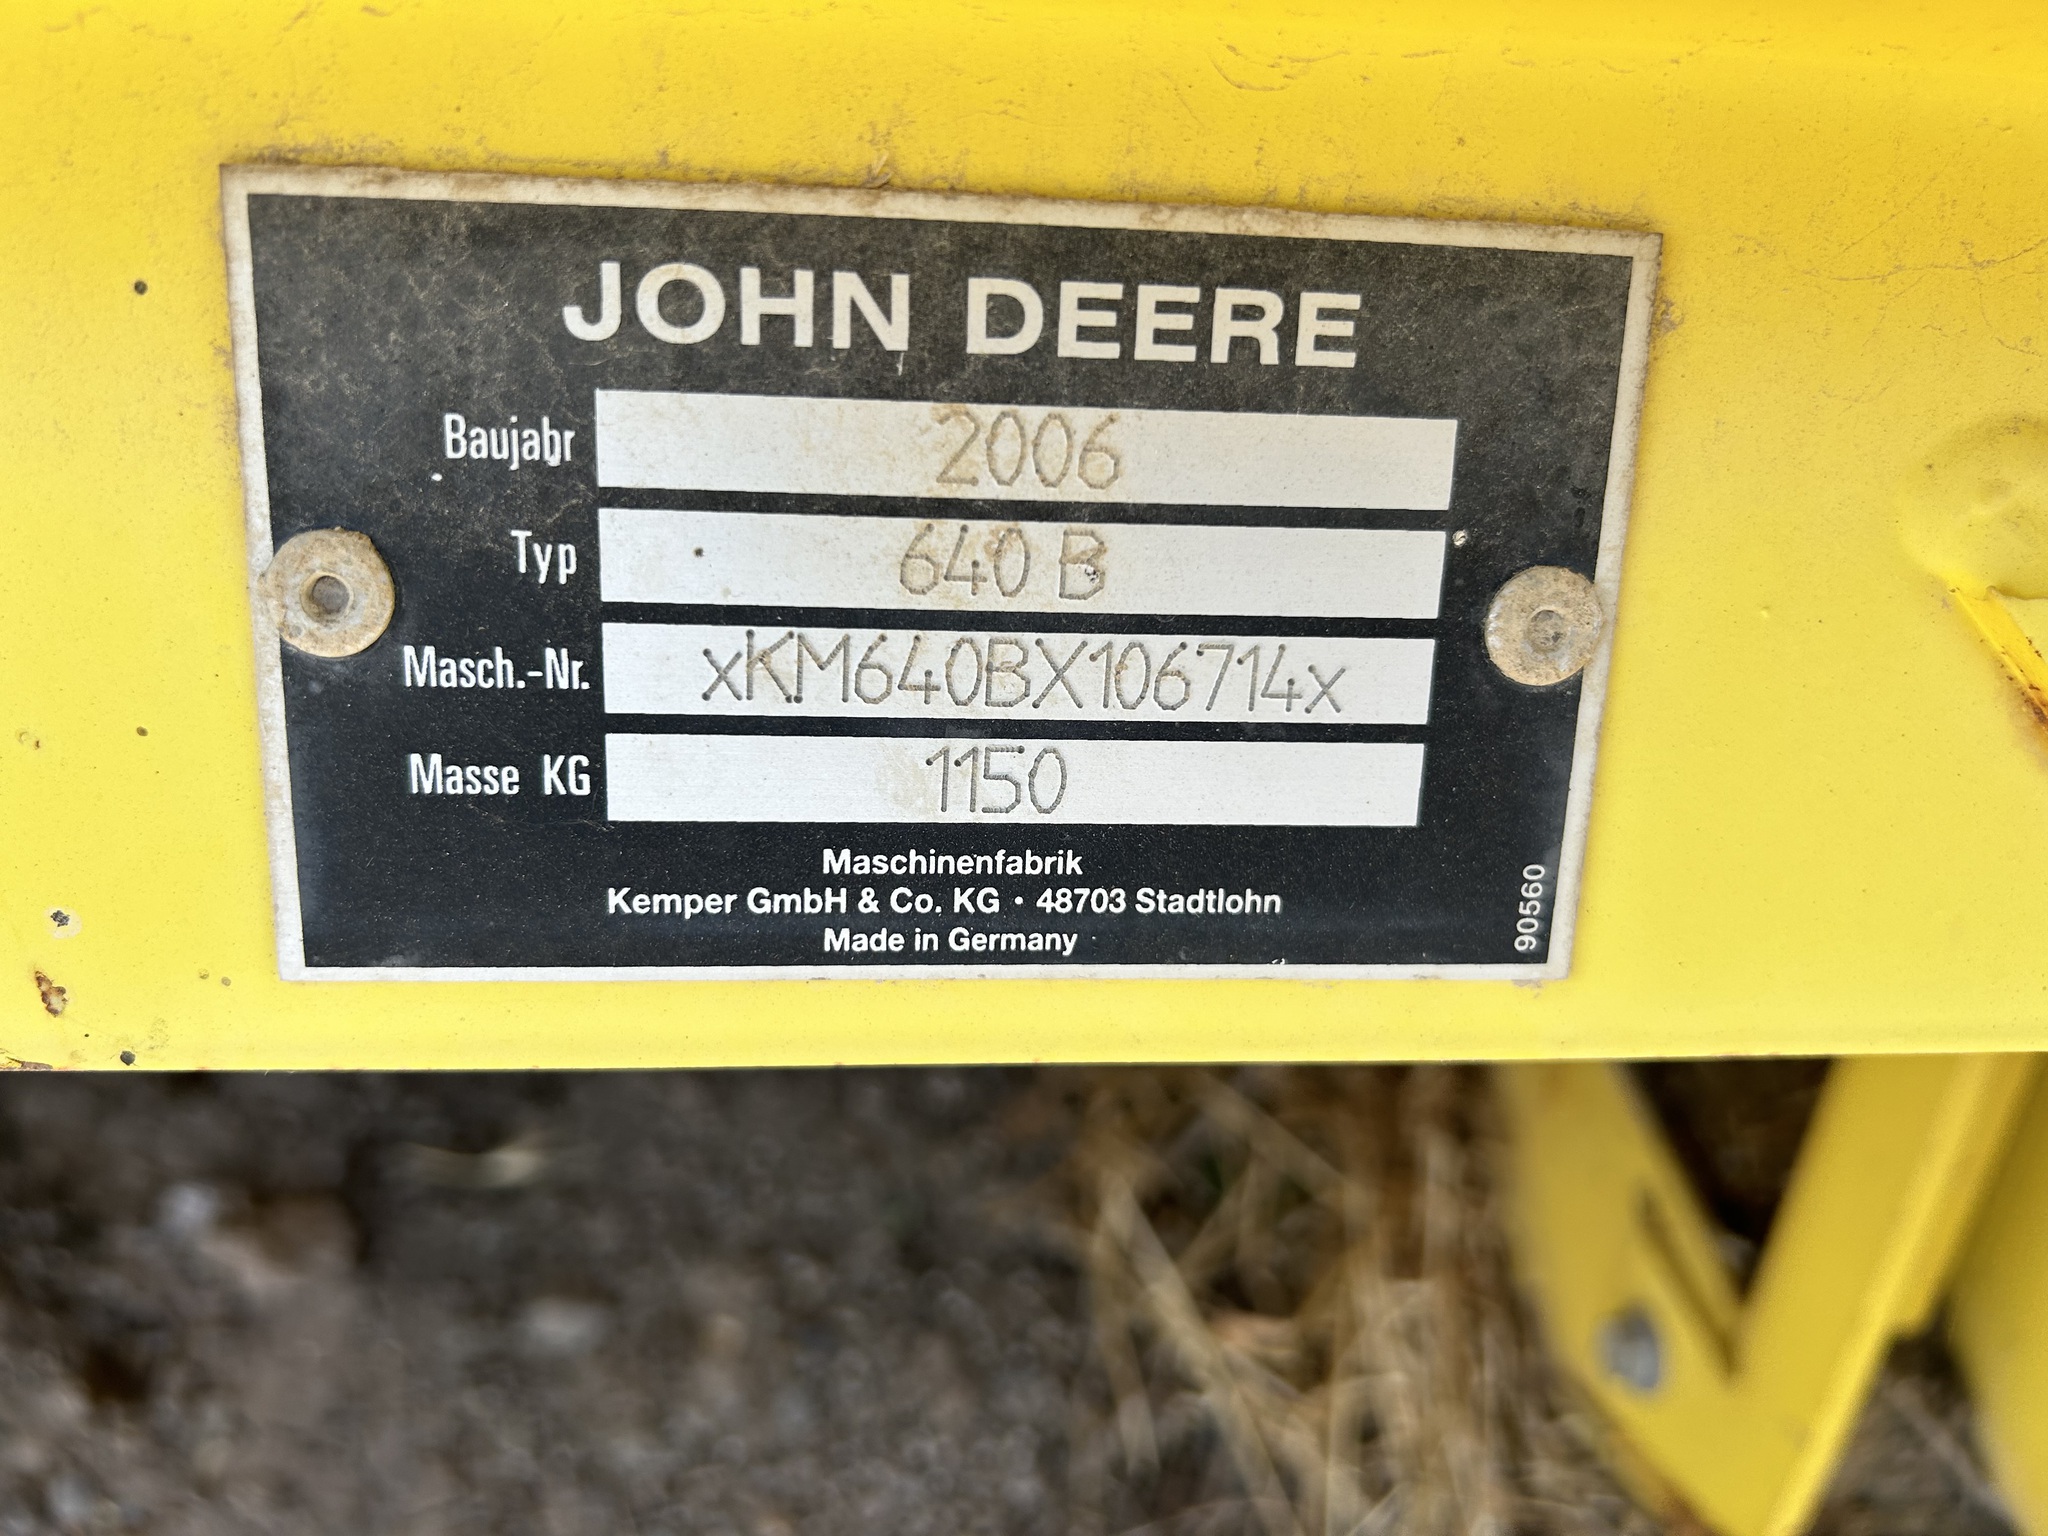 JOHN DEERE
Baujahr 2006
Typ 640 B
Masch.-Nr. xKM640BX106714x
Masse KG 1150
Maschinenfabrik
Kemper GmbH & Co. KG • 48703 Stadtlohn
Made in Germany
90560